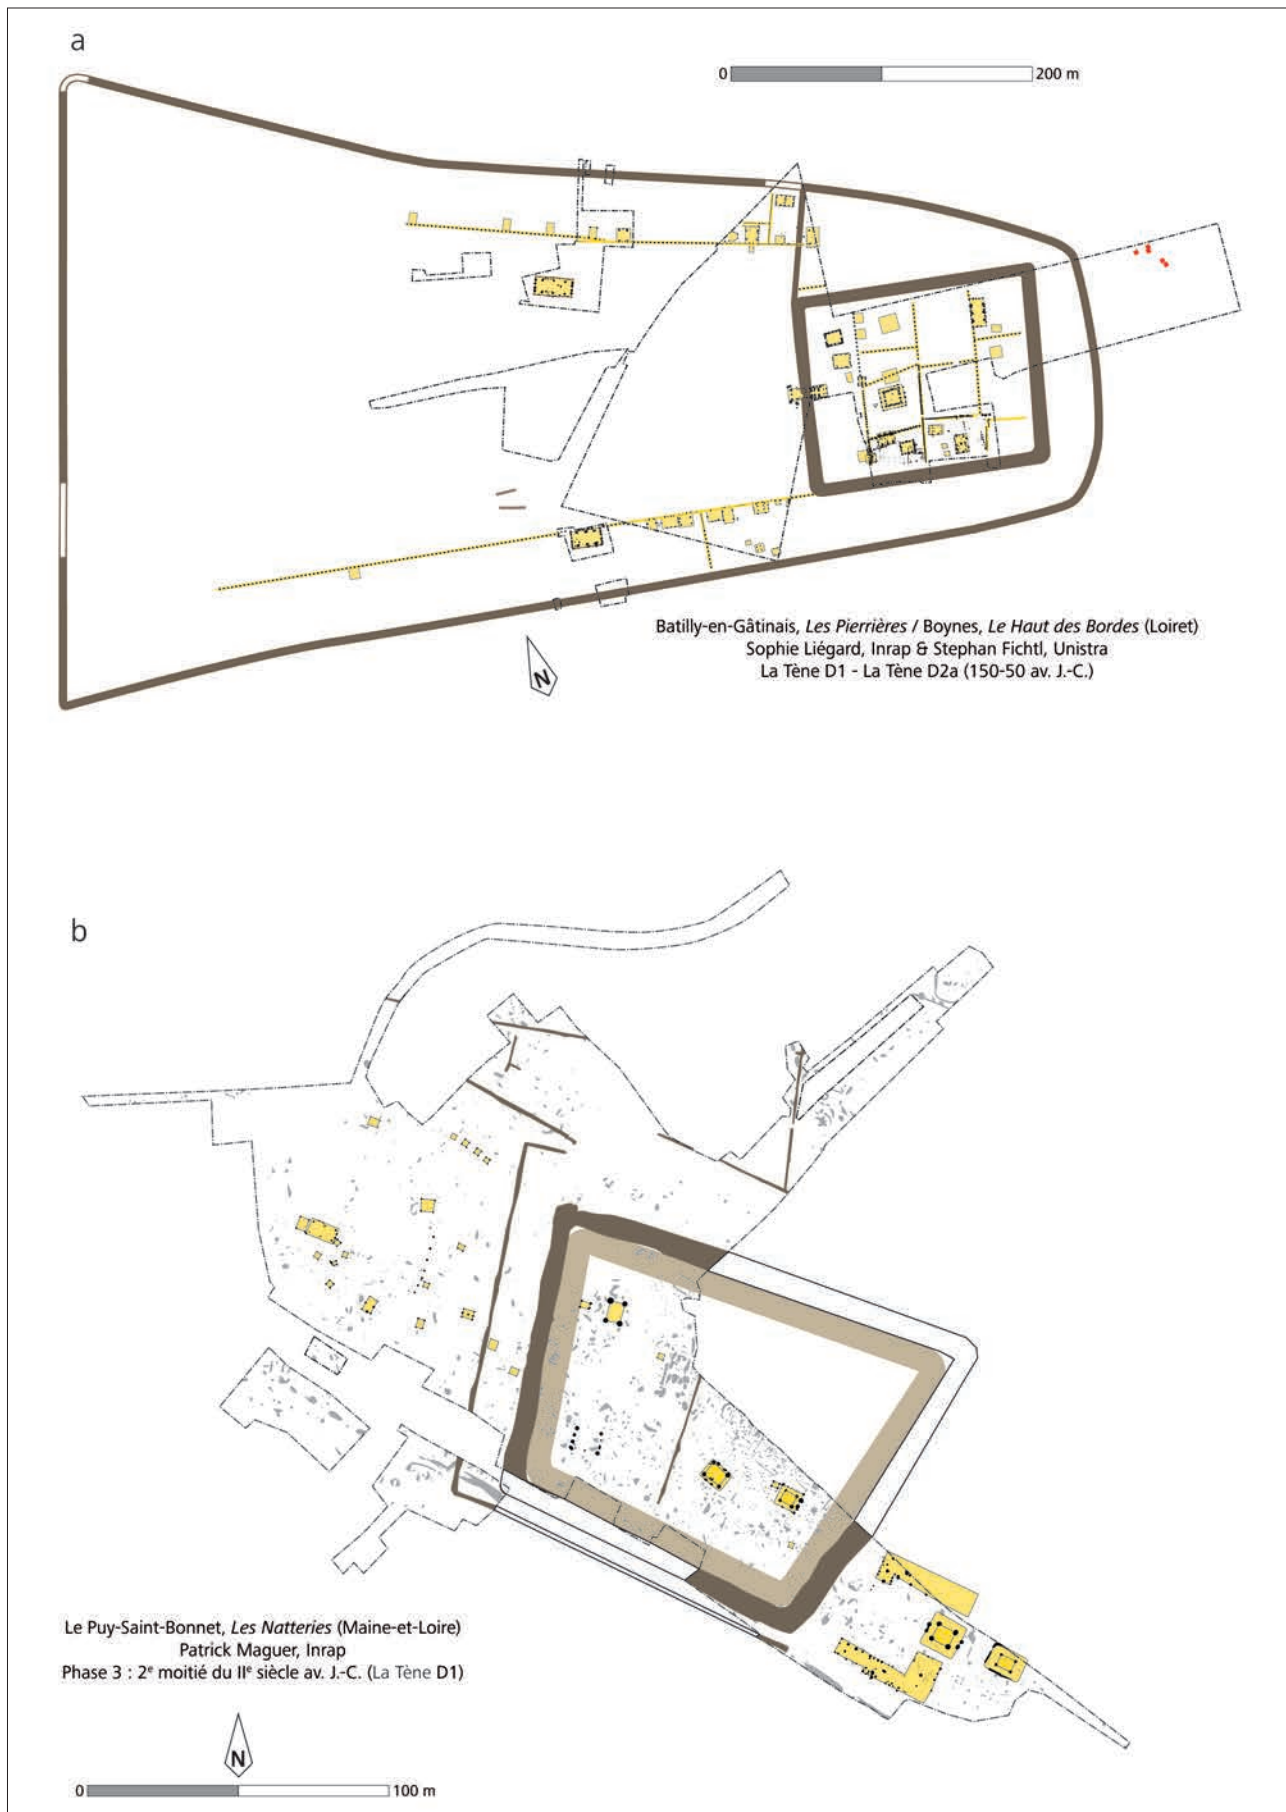 a
0 200 m
Batilly-en-Gâtinais, Les Pierrières / Boynes, Le Haut des Bordes (Loiret)
Sophie Liégard, Inrap & Stephan Fichtl, Unistra
La Tène D1 - La Tène D2a (150-50 av. J.-C.)
N
b
Le Puy-Saint-Bonnet, Les Natteries (Maine-et-Loire)
Patrick Maguer, Inrap
Phase 3 : 2e moitié du IIe siècle av. J.-C. (La Tène D1)
N
0 100 m